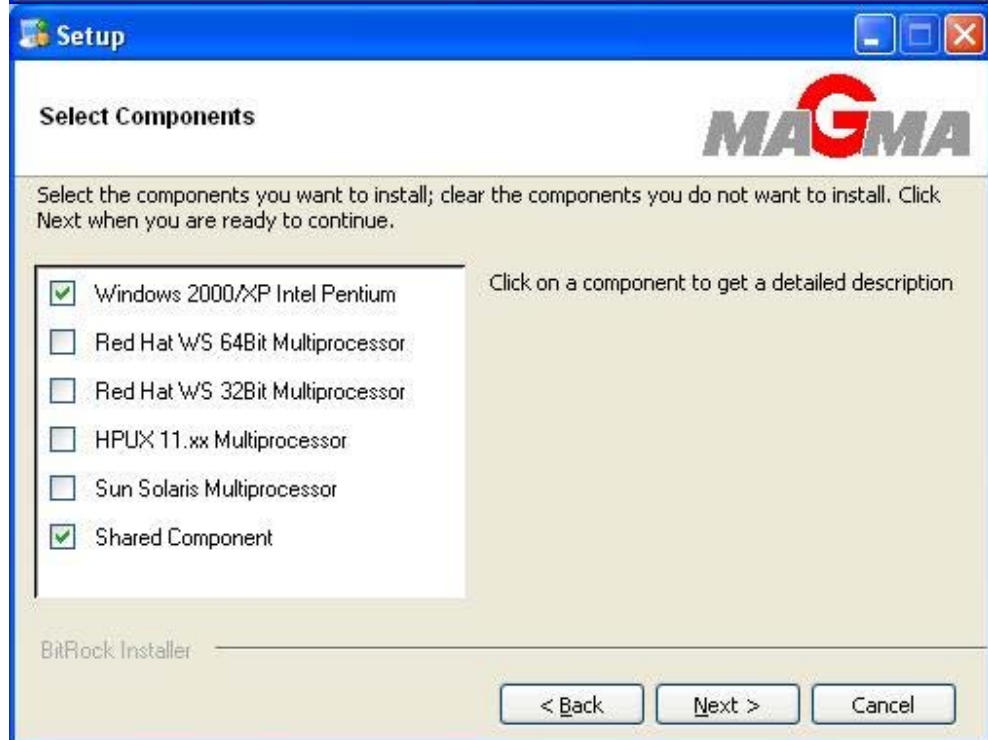 Setup
Select Components
MAGMA
Select the components you want to install; clear the components you do not want to install. Click
Next when you are ready to continue.
Windows 2000/XP Intel Pentium
Click on a component to get a detailed description
Red Hat WS 64Bit Multiprocessor
Red Hat WS 32Bit Multiprocessor
HPUX 11.xx Multiprocessor
Sun Solaris Multiprocessor
Shared Component
BitRock Installer
< Back
Next >
Cancel